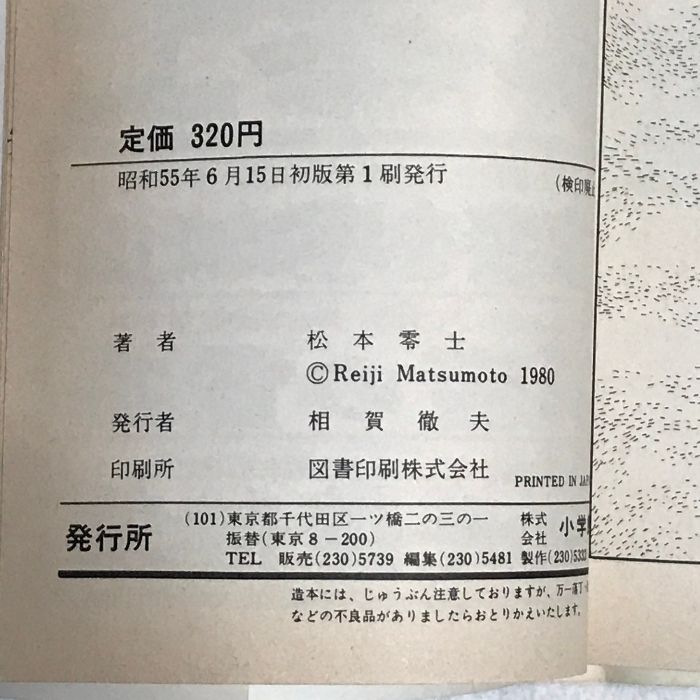 定価 320円
昭和55年6月15日初版第1刷発行 (検印廃止
著者 松本零士
©Reiji Matsumoto 1980
発行者 相賀徹夫
印刷所 図書印刷株式会社 PRINTED IN JAP
発行所 (101)東京都千代田区一ツ橋二の三の一 株式会社 小学
振替(東京8-200)
TEL 販売(230)5739 編集(230)5481 製作(230)5333
造本には、じゅうぶん注意しておりますが、万一落丁・
などの不良品がありましたらおとりかえいたします。